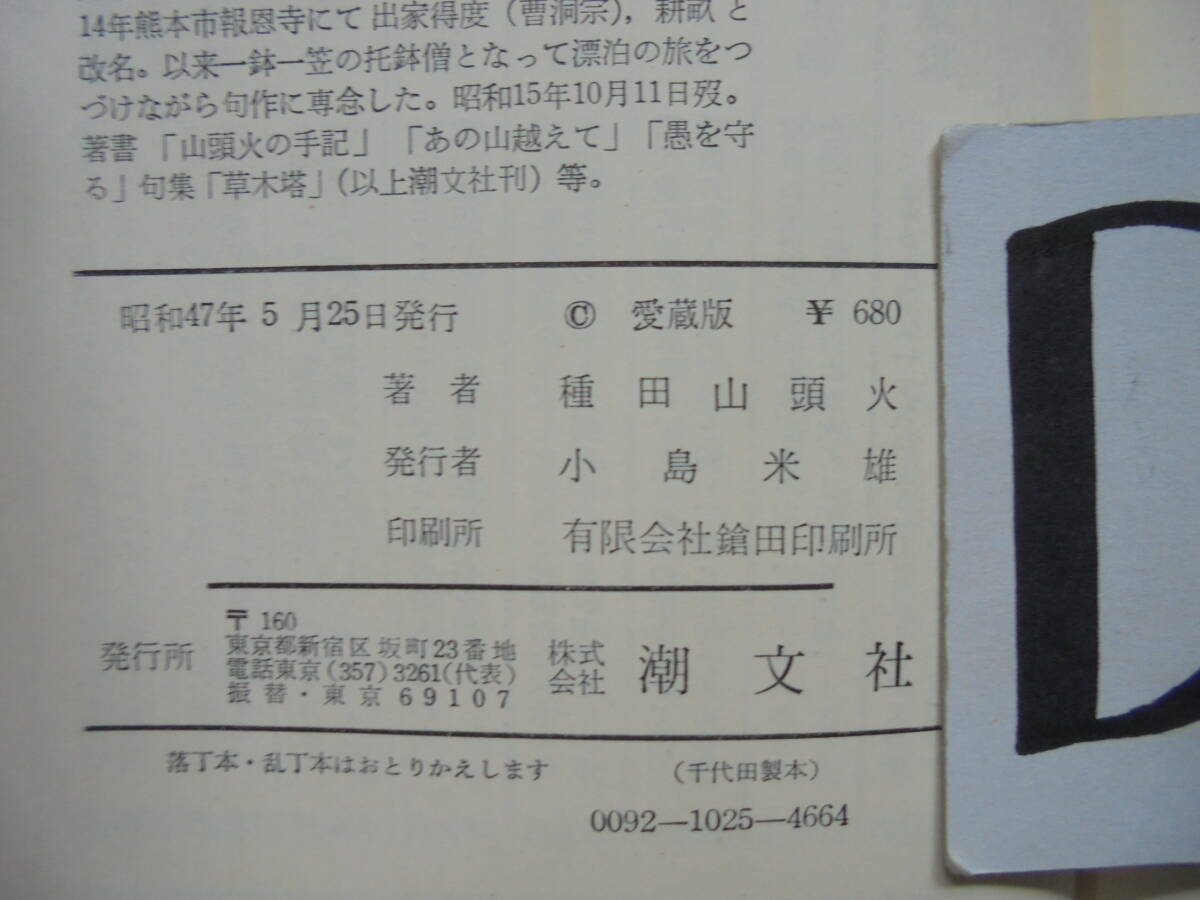 14年熊本市報恩寺にて出家得度（曹洞宗），耕畝と
改名。以来一鉢一笠の托鉢僧となって漂泊の旅をつ
づけながら句作に専念した。昭和15年10月11日歿。
著書「山頭火の手記」「あの山越えて」「愚を守
る」句集「草木塔」（以上潮文社刊）等。
昭和47年5月25日発行 © 愛蔵版 ¥ 680
著者 種田山頭火
発行者 小島米雄
印刷所 有限会社鎗田印刷所
発行所
〒160
東京都新宿区坂町23番地
電話東京(357)3261(代表)
振替・東京 69107
株式会社 潮文社
落丁本・乱丁本はおとりかえします （千代田製本）
0092—1025—4664
D